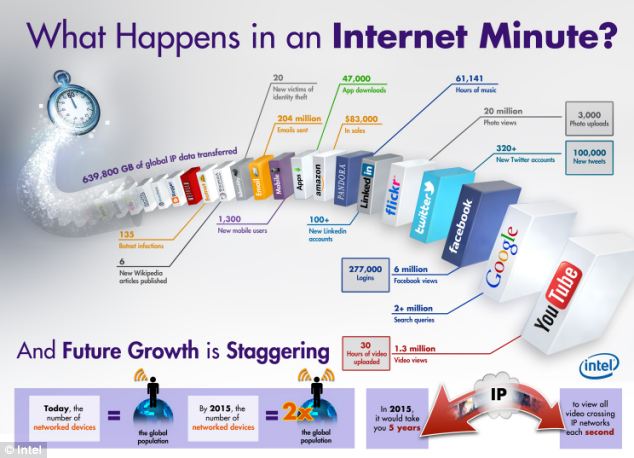 What Happens in an Internet Minute?
60
639,800 GB of global IP data transferred
20
New victims of
identity theft
204 million
Emails sent
47,000
App downloads
$83,000
In sales
61,141
Hours of music
20 million
Photo views
3,000
Photo uploads
320+
New Twitter accounts
100,000
New tweets
135
Botnet infections
6
New Wikipedia
articles published
1,300
New mobile users
100+
New Linkedin
accounts
277,000
Logins
6 million
Facebook views
2+ million
Search queries
30
Hours of video
uploaded
1.3 million
Video views
Email
Mobile
Apps
amazon
PANDORA
Linked in
flickr
twitter
facebook
Google
YouTube
And Future Growth is Staggering
intel
Today, the
number of
networked devices
=
the global
population
By 2015, the
number of
networked devices
=
2x
the global
population
In 2015,
it would take
you 5 years
IP
to view all
video crossing
IP networks
each second
© Intel